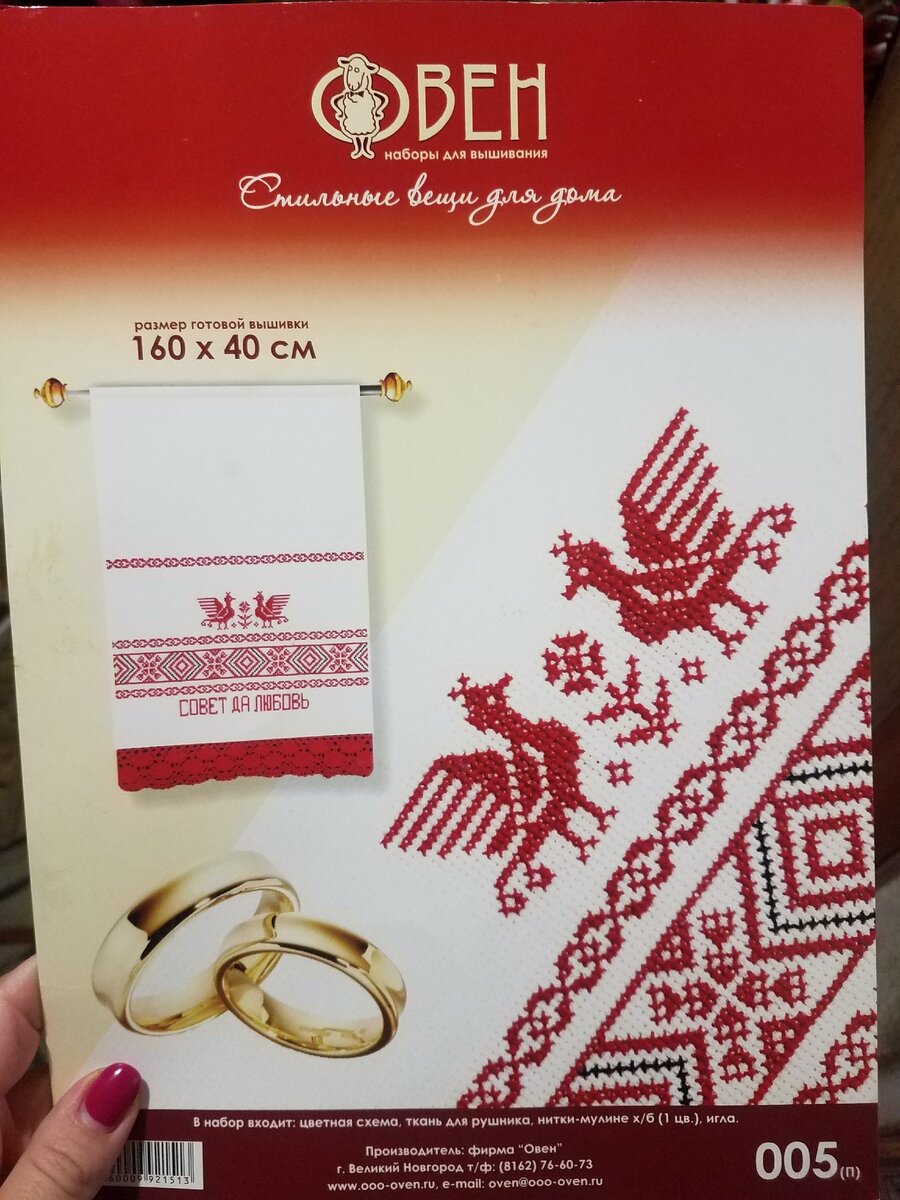 ОВЕН
наборы для вышивания
Стильные вещи для дома
размер готовой вышивки
160 х 40 см
СОВЕТ ДА ЛЮБОВЬ
В набор входит: цветная схема, ткань для рушника, нитки-мулине х/б (1 цв.), игла.
Производитель: фирма “Овен”
г. Великий Новгород т/ф: (8162) 76-60-73
www.ooo-oven.ru, e-mail: oven@ooo-oven.ru
005 (П)
60009 921513